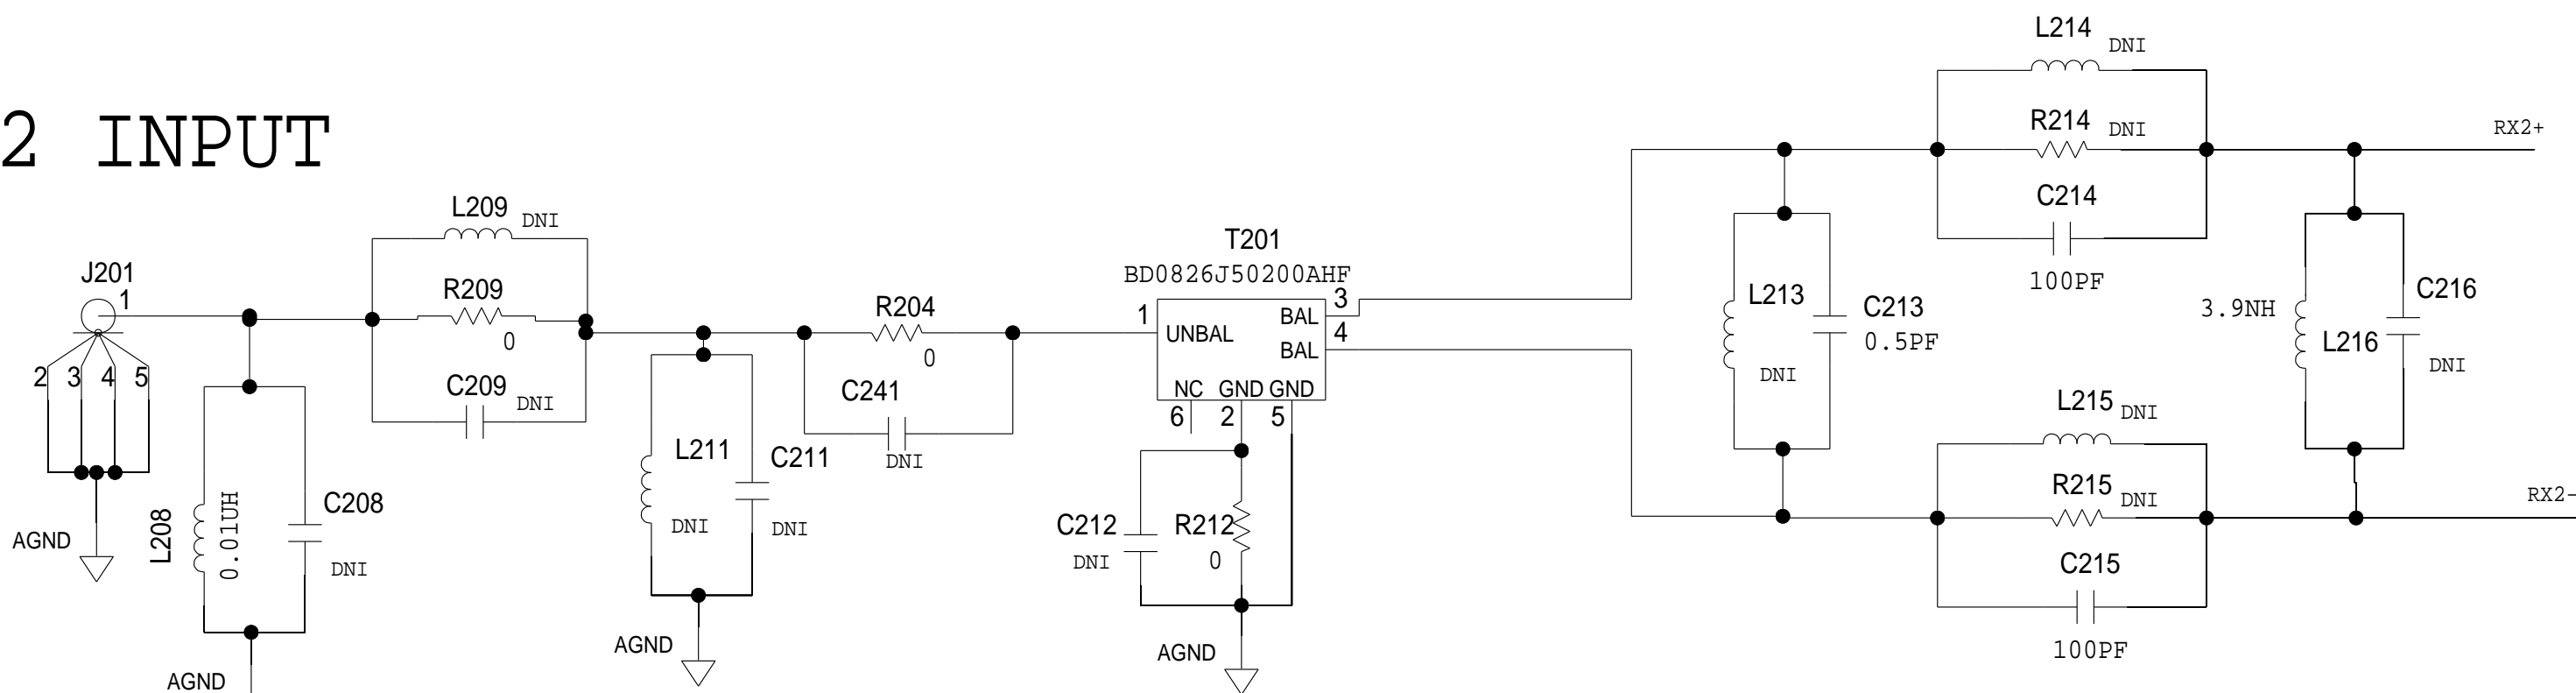 2 INPUT
J201
1
2 3 4 5
AGND
L208
0.01UH
C208
DNI
AGND
L209 DNI
R209
0
C209
DNI
L211
DNI
C211
DNI
AGND
R204
0
C241
DNI
T201
BD0826J50200AHF
1
UNBAL
BAL
3
BAL
4
NC GND GND
6 2 5
C212
DNI
R212
0
AGND
L213
DNI
C213
0.5PF
L214 DNI
R214 DNI
C214
100PF
L215 DNI
R215 DNI
C215
100PF
3.9NH
L216
C216
DNI
RX2+
RX2-